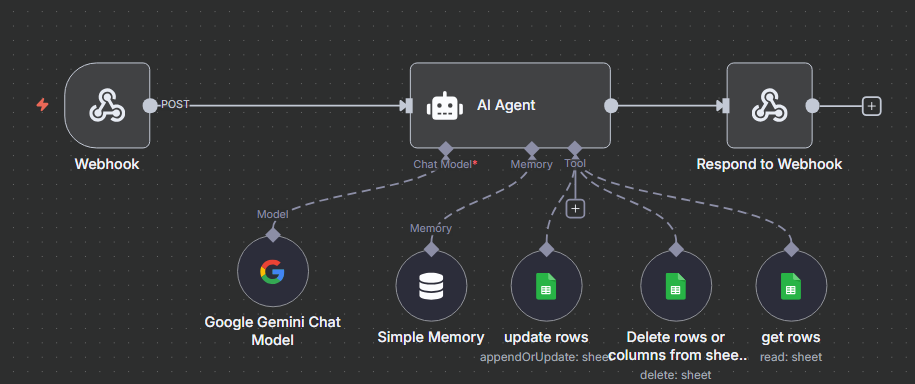 POST
AI Agent
Webhook
Chat Model*
Memory
Tool
Respond to Webhook
Model
Memory
Google Gemini Chat
Model
Simple Memory
update rows
appendOrUpdate: shee
Delete rows or
columns from shee..
delete: sheet
get rows
read: sheet